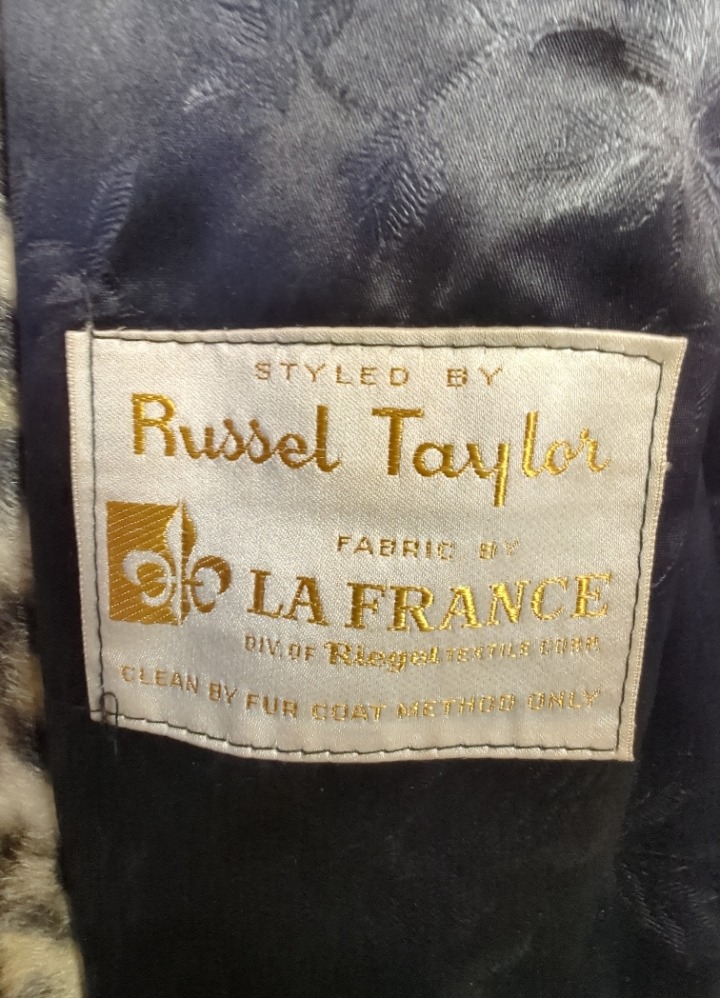 STYLED BY
Russel Taylor
FABRIC BY
LA FRANCE
DIV. OF Riegel TEXTILE CORP.
CLEAN BY FUR COAT METHOD ONLY